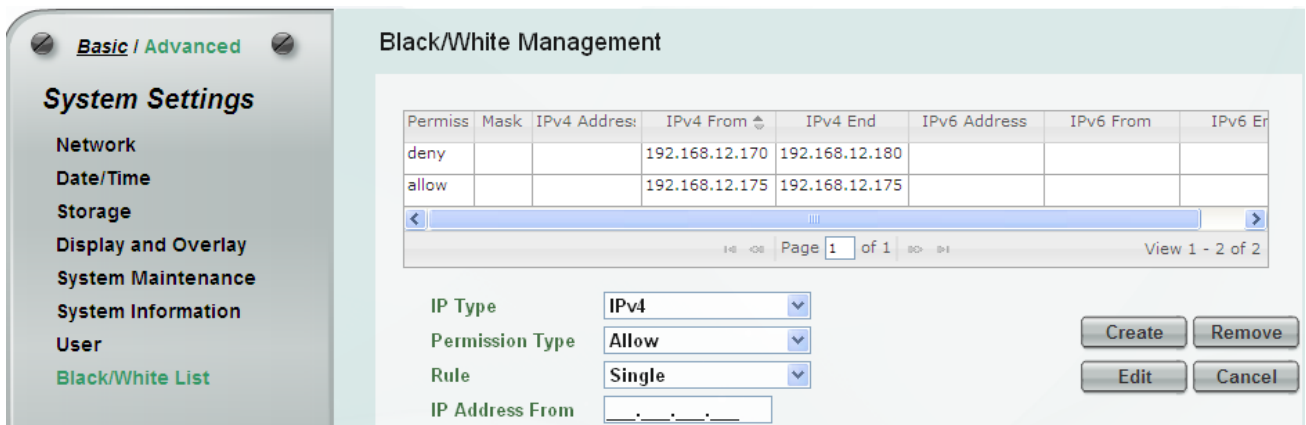 Basic / Advanced
System Settings
Network
Date/Time
Storage
Display and Overlay
System Maintenance
System Information
User
Black/White List
Black/White Management
Permiss Mask IPv4 Addres IPv4 From IPv4 End IPv6 Address IPv6 From IPv6 Er
deny 192.168.12.170 192.168.12.180
allow 192.168.12.175 192.168.12.175
Page 1 of 1 View 1 - 2 of 2
IP Type IPv4
Permission Type Allow
Rule Single
IP Address From ___.___.___.___
Create Remove
Edit Cancel